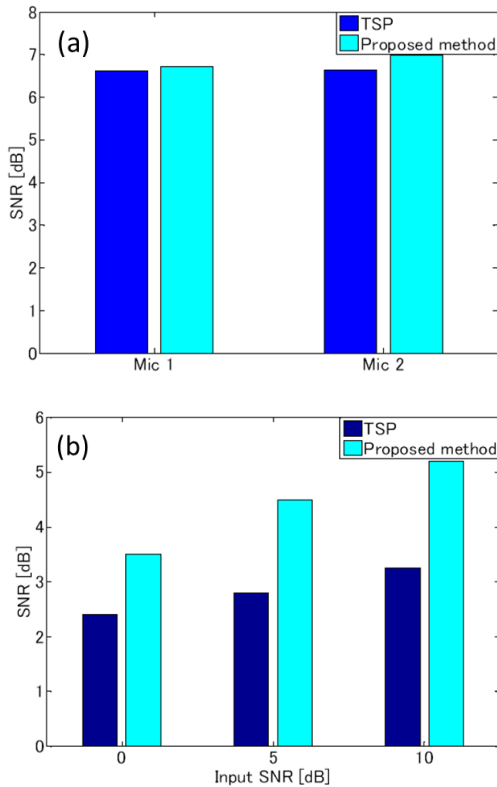 (a)
TSP
Proposed method
SNR [dB]
8
7
6
5
4
3
2
1
0
Mic 1 Mic 2
(b)
TSP
Proposed method
SNR [dB]
6
5
4
3
2
1
0
0 5 10
Input SNR [dB]